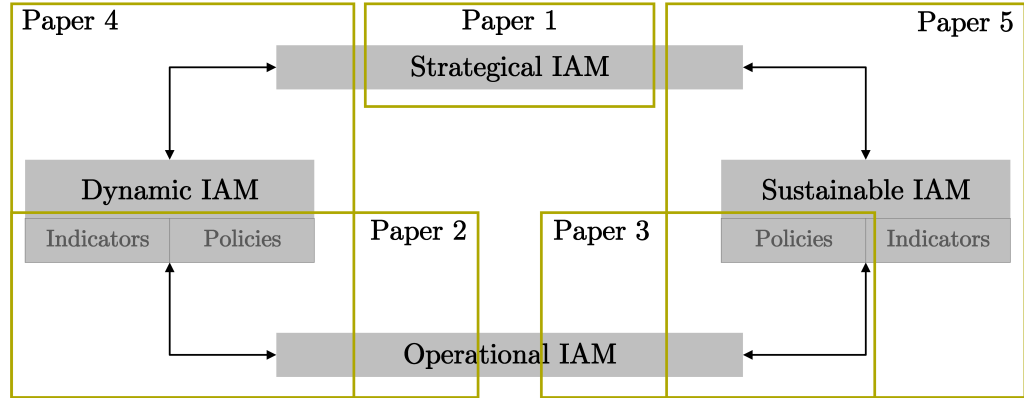 Paper 4
Paper 1
Paper 5
Strategical IAM
Dynamic IAM
Sustainable IAM
Indicators
Policies
Paper 2
Paper 3
Policies
Indicators
Operational IAM